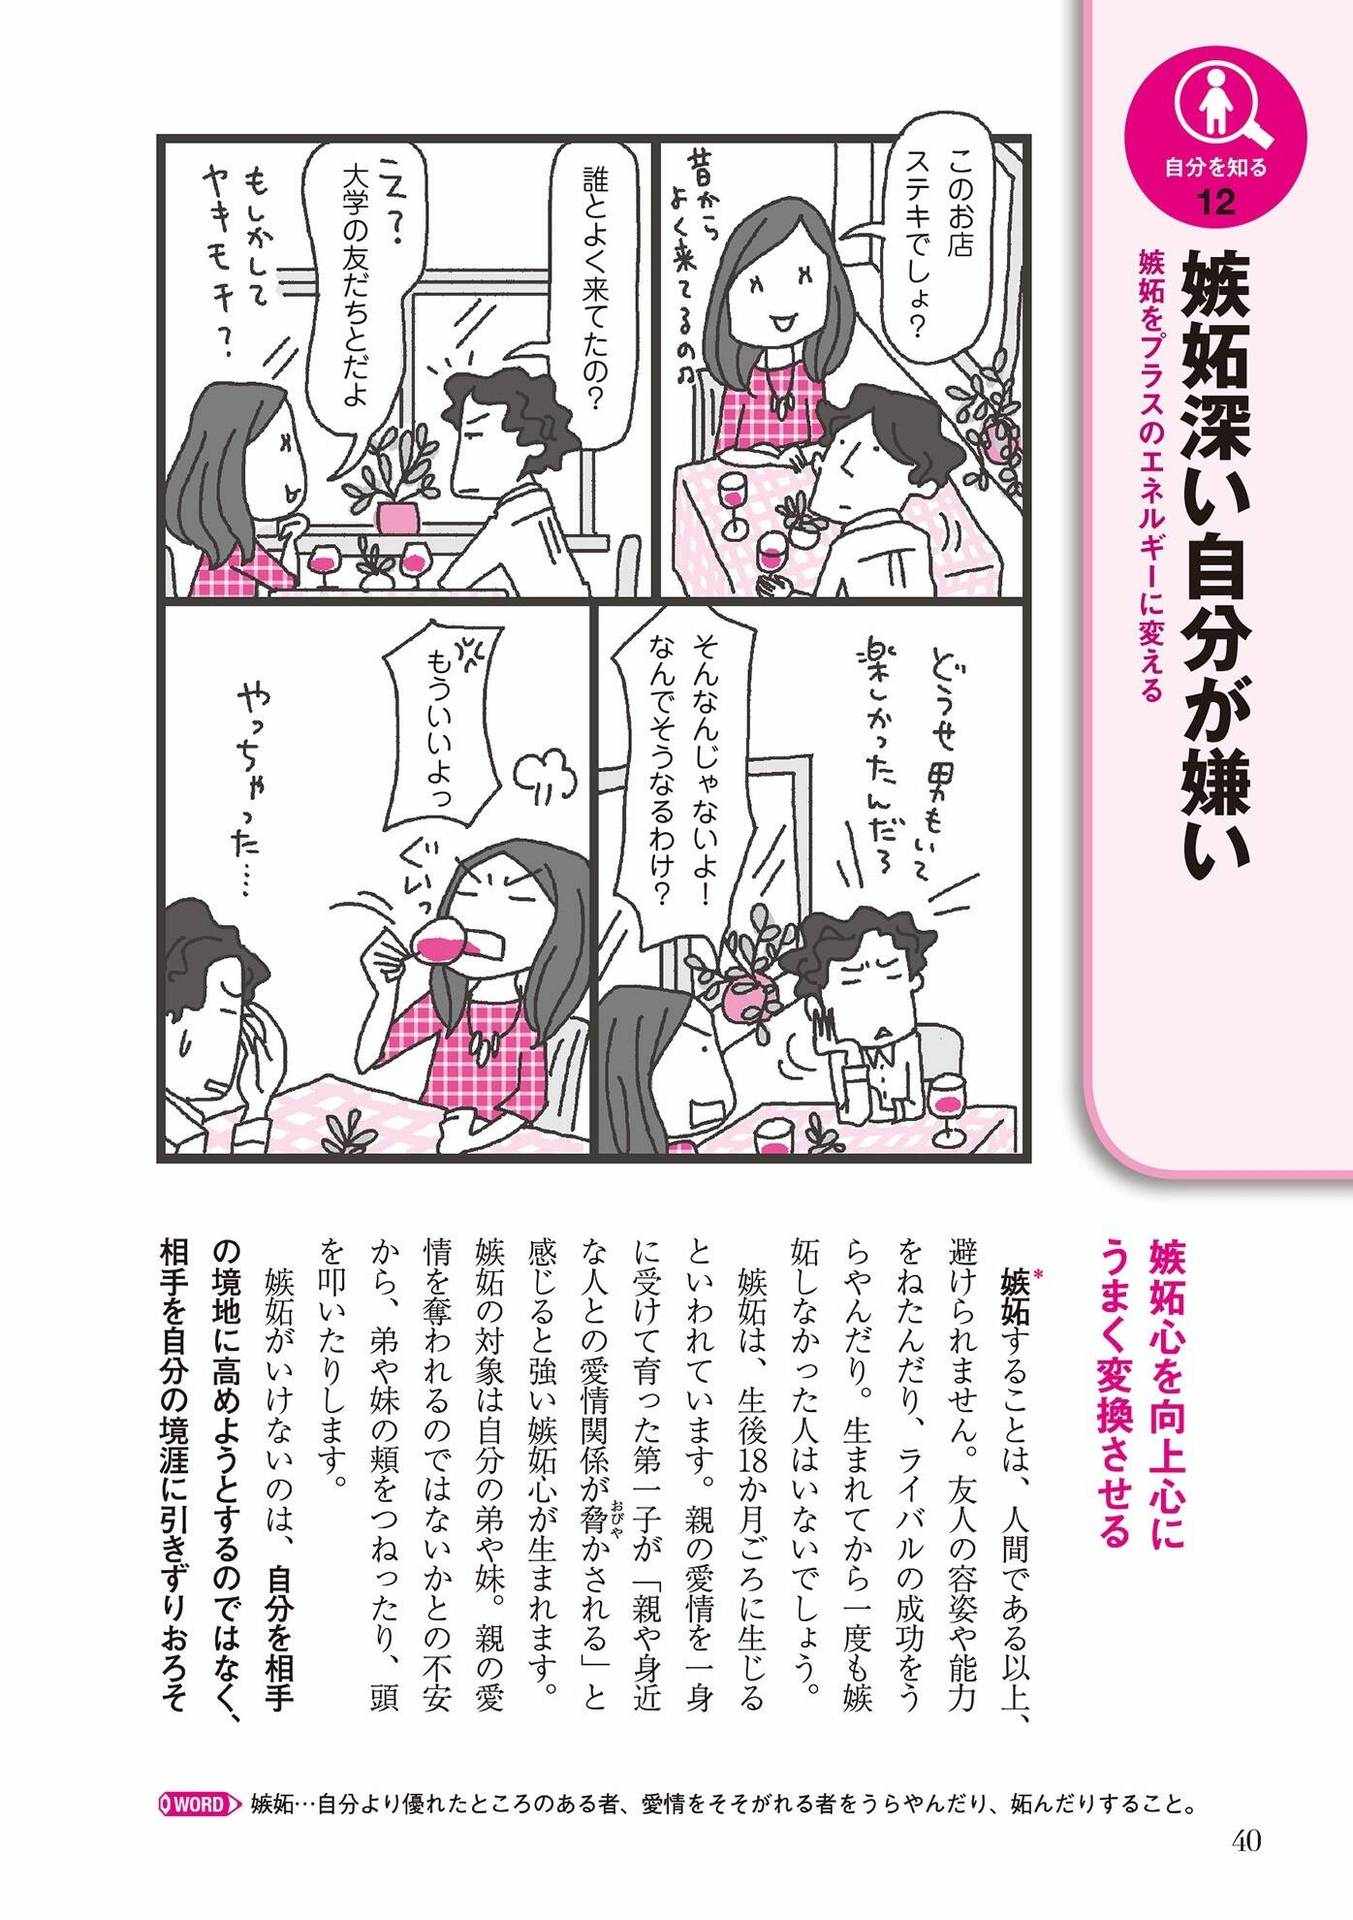 自分を知る
12
嫉妬深い自分が嫌い
嫉妬をプラスのエネルギーに変える
このお店
ステキでしょ？
昔から
よく来てるの♫
誰とよく来てたの？
え？
大学の友だちとだよ
もしかして
ヤキモチ？
どうせ男もいて
楽しかったんだろ
そんなんじゃないよ！
なんでそうなるわけ？
もういいよっ
ぐいっ
やっちゃった…
嫉妬心を向上心に
うまく変換させる
嫉妬*することは、人間である以上、
避けられません。友人の容姿や能力
をねたんだり、ライバルの成功をう
らやんだり。生まれてから一度も嫉
妬しなかった人はいないでしょう。
嫉妬は、生後18か月ごろに生じる
といわれています。親の愛情を一身
に受けて育った第一子が「親や身近
な人との愛情関係が脅（おびや）かされる」と
感じると強い嫉妬心が生まれます。
嫉妬の対象は自分の弟や妹。親の愛
情を奪われるのではないかとの不安
から、弟や妹の頬をつねったり、頭
を叩いたりします。
嫉妬がいけないのは、自分を相手
の境地に高めようとするのではなく、
相手を自分の境涯に引きずりおろそ
WORD 嫉妬…自分より優れたところのある者、愛情をそそがれる者をうらやんだり、妬んだりすること。
40